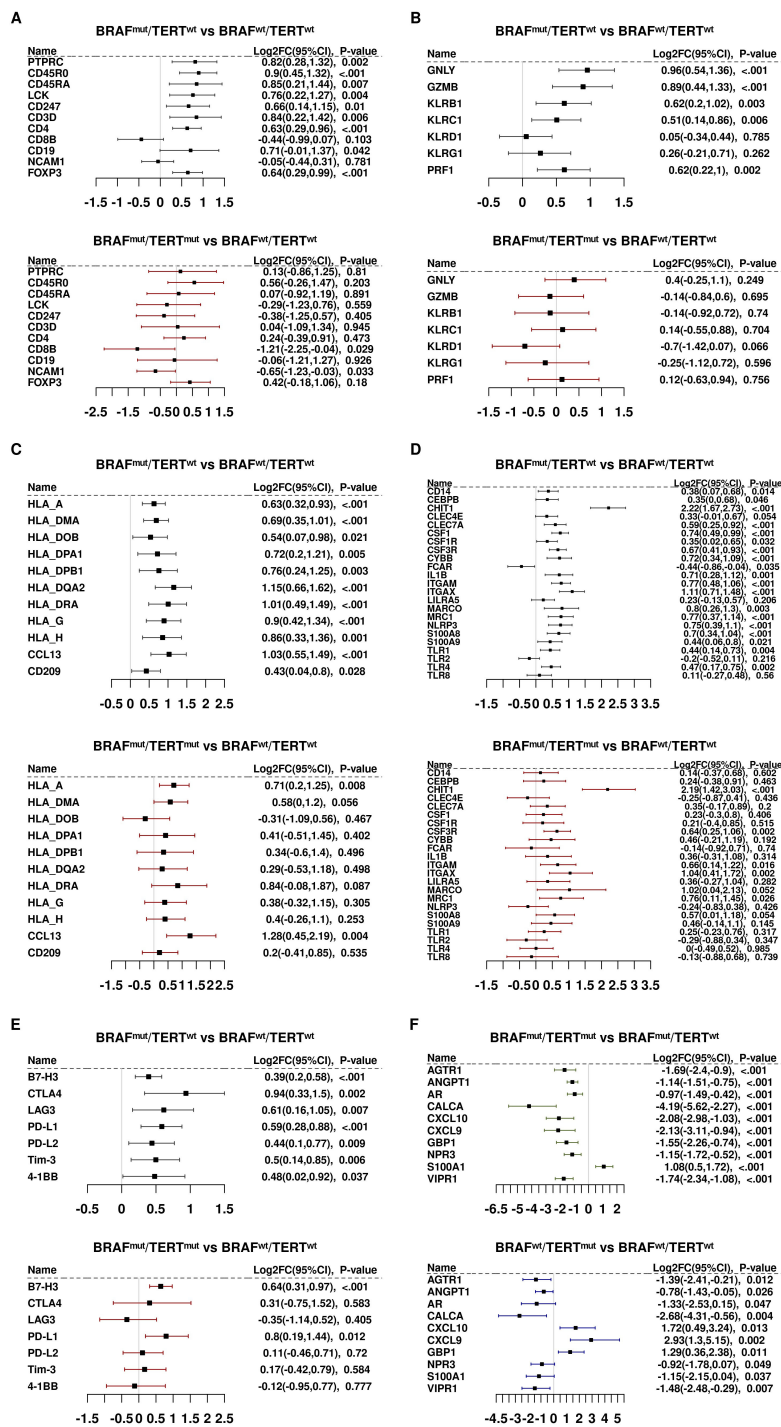 A
BRAFmut/TERTwt vs BRAFwt/TERTwt
Name Log2FC(95%CI), P-value
PTPRC 0.82(0.28,1.32), 0.002
CD45R0 0.9(0.45,1.32), <.001
CD45RA 0.85(0.21,1.44), 0.007
LCK 0.76(0.22,1.27), 0.004
CD247 0.66(0.14,1.15), 0.01
CD3D 0.84(0.22,1.42), 0.006
CD4 0.63(0.29,0.96), <.001
CD8B -0.44(-0.99,0.07), 0.103
CD19 0.71(-0.01,1.37), 0.042
NCAM1 -0.05(-0.44,0.31), 0.781
FOXP3 0.64(0.29,0.99), <.001
-1.5 -1 -0.5 0 0.5 1 1.5
BRAFmut/TERTmut vs BRAFwt/TERTwt
Name Log2FC(95%CI), P-value
PTPRC 0.13(-0.86,1.25), 0.81
CD45R0 0.56(-0.26,1.47), 0.203
CD45RA 0.07(-0.92,1.19), 0.891
LCK -0.29(-1.23,0.76), 0.559
CD247 -0.38(-1.25,0.57), 0.405
CD3D 0.04(-1.09,1.34), 0.945
CD4 0.24(-0.39,0.91), 0.473
CD8B -1.21(-2.25,-0.04), 0.029
CD19 -0.06(-1.21,1.27), 0.926
NCAM1 -0.65(-1.23,-0.03), 0.033
FOXP3 0.42(-0.18,1.06), 0.18
-2.5 -1.5 -0.5 0.5 1.5
B
BRAFmut/TERTwt vs BRAFwt/TERTwt
Name Log2FC(95%CI), P-value
GNLY 0.96(0.54,1.36), <.001
GZMB 0.89(0.44,1.33), <.001
KLRB1 0.62(0.2,1.02), 0.003
KLRC1 0.51(0.14,0.86), 0.006
KLRD1 0.05(-0.34,0.44), 0.785
KLRG1 0.26(-0.21,0.71), 0.262
PRF1 0.62(0.22,1), 0.002
-0.5 0 0.5 1 1.5
BRAFmut/TERTmut vs BRAFwt/TERTwt
Name Log2FC(95%CI), P-value
GNLY 0.4(-0.25,1.1), 0.249
GZMB -0.14(-0.84,0.6), 0.695
KLRB1 -0.14(-0.92,0.72), 0.74
KLRC1 0.14(-0.55,0.88), 0.704
KLRD1 -0.7(-1.42,0.07), 0.066
KLRG1 -0.25(-1.12,0.72), 0.596
PRF1 0.12(-0.63,0.94), 0.756
-1.5 -1 -0.5 0 0.5 1 1.5
C
BRAFmut/TERTwt vs BRAFwt/TERTwt
Name Log2FC(95%CI), P-value
HLA_A 0.63(0.32,0.93), <.001
HLA_DMA 0.69(0.35,1.01), <.001
HLA_DOB 0.54(0.07,0.98), 0.021
HLA_DPA1 0.72(0.2,1.21), 0.005
HLA_DPB1 0.76(0.24,1.25), 0.003
HLA_DQA2 1.15(0.66,1.62), <.001
HLA_DRA 1.01(0.49,1.49), <.001
HLA_G 0.9(0.42,1.34), <.001
HLA_H 0.86(0.33,1.36), 0.001
CCL13 1.03(0.55,1.49), <.001
CD209 0.43(0.04,0.8), 0.028
-0.5 0 0.5 1 1.5 2 2.5
BRAFmut/TERTmut vs BRAFwt/TERTwt
Name Log2FC(95%CI), P-value
HLA_A 0.71(0.2,1.25), 0.008
HLA_DMA 0.58(0,1.2), 0.056
HLA_DOB -0.31(-1.09,0.56), 0.467
HLA_DPA1 0.41(-0.51,1.45), 0.402
HLA_DPB1 0.34(-0.6,1.4), 0.496
HLA_DQA2 0.29(-0.53,1.18), 0.498
HLA_DRA 0.84(-0.08,1.87), 0.087
HLA_G 0.38(-0.32,1.15), 0.305
HLA_H 0.4(-0.26,1.1), 0.253
CCL13 1.28(0.45,2.19), 0.004
CD209 0.2(-0.41,0.85), 0.535
-1.5 -0.5 0.5 1.5 2 2.5
D
BRAFmut/TERTwt vs BRAFwt/TERTwt
Name Log2FC(95%CI), P-value
CD14 0.38(0.07,0.68), 0.014
CEBPB 0.35(0,0.68), 0.046
CHIT1 2.22(1.67,2.73), <.001
CLEC4E 0.33(-0.01,0.67), 0.054
CLEC7A 0.59(0.25,0.92), <.001
CSF1 0.74(0.49,0.99), <.001
CSF1R 0.35(0.02,0.65), 0.032
CSF3R 0.67(0.41,0.93), <.001
CYBB 0.72(0.34,1.09), <.001
FCAR -0.44(-0.86,-0.04), 0.035
IL1B 0.71(0.28,1.12), 0.001
ITGAM 0.77(0.48,1.06), <.001
ITGAX 1.11(0.71,1.48), <.001
LILRA5 0.23(-0.13,0.57), 0.206
MARCO 0.8(0.26,1.3), 0.003
MRC1 0.77(0.37,1.14), <.001
NLRP3 0.75(0.39,1.1), <.001
S100A8 0.7(0.34,1.04), <.001
S100A9 0.44(0.06,0.8), 0.021
TLR1 0.44(0.14,0.73), 0.004
TLR2 -0.2(-0.52,0.11), 0.216
TLR4 0.47(0.17,0.75), 0.002
TLR8 0.11(-0.27,0.48), 0.56
-1.5 -0.5 0.5 1 1.5 2 2.5 3 3.5
BRAFmut/TERTmut vs BRAFwt/TERTwt
Name Log2FC(95%CI), P-value
CD14 0.14(-0.37,0.68), 0.602
CEBPB 0.24(-0.38,0.91), 0.463
CHIT1 2.19(1.42,3.03), <.001
CLEC4E -0.25(-0.87,0.41), 0.436
CLEC7A 0.35(-0.17,0.89), 0.2
CSF1 0.23(-0.3,0.8), 0.406
CSF1R 0.21(-0.4,0.85), 0.515
CSF3R 0.64(0.25,1.06), 0.002
CYBB 0.46(-0.21,1.19), 0.192
FCAR -0.14(-0.92,0.71), 0.74
IL1B 0.36(-0.31,1.08), 0.314
ITGAM 0.66(0.14,1.22), 0.016
ITGAX 1.04(0.41,1.72), 0.002
LILRA5 0.36(-0.27,1.04), 0.282
MARCO 1.02(0.04,2.13), 0.052
MRC1 0.76(0.11,1.45), 0.026
NLRP3 -0.24(-0.83,0.38), 0.426
S100A8 0.57(0.01,1.18), 0.054
S100A9 0.46(-0.14,1.1), 0.145
TLR1 0.25(-0.23,0.76), 0.317
TLR2 -0.29(-0.88,0.34), 0.347
TLR4 0(-0.49,0.52), 0.985
TLR8 -0.13(-0.88,0.68), 0.739
-1.5 -0.5 0.5 1 1.5 2 2.5 3 3.5
E
BRAFmut/TERTwt vs BRAFwt/TERTwt
Name Log2FC(95%CI), P-value
B7-H3 0.39(0.2,0.58), <.001
CTLA4 0.94(0.33,1.5), 0.002
LAG3 0.61(0.16,1.05), 0.007
PD-L1 0.59(0.28,0.88), <.001
PD-L2 0.44(0.1,0.77), 0.009
Tim-3 0.5(0.14,0.85), 0.006
4-1BB 0.48(0.02,0.92), 0.037
-0.5 0 0.5 1 1.5
BRAFmut/TERTmut vs BRAFwt/TERTwt
Name Log2FC(95%CI), P-value
B7-H3 0.64(0.31,0.97), <.001
CTLA4 0.31(-0.75,1.52), 0.583
LAG3 -0.35(-1.14,0.52), 0.405
PD-L1 0.8(0.19,1.44), 0.012
PD-L2 0.11(-0.46,0.71), 0.72
Tim-3 0.17(-0.42,0.79), 0.584
4-1BB -0.12(-0.95,0.77), 0.777
-1.5 -0.5 0.5 1 1.5
F
BRAFmut/TERTmut vs BRAFmut/TERTwt
Name Log2FC(95%CI), P-value
AGTR1 -1.69(-2.4,-0.9), <.001
ANGPT1 -1.14(-1.51,-0.75), <.001
AR -0.97(-1.49,-0.42), <.001
CALCA -4.19(-5.62,-2.27), <.001
CXCL10 -2.08(-2.98,-1.03), <.001
CXCL9 -2.13(-3.11,-0.94), <.001
GBP1 -1.55(-2.26,-0.74), <.001
NPR3 -1.15(-1.72,-0.52), <.001
S100A1 1.08(0.5,1.72), <.001
VIPR1 -1.74(-2.34,-1.08), <.001
-6.5 -4 -3 -2 -1 0 1 2
BRAFwt/TERTmut vs BRAFwt/TERTwt
Name Log2FC(95%CI), P-value
AGTR1 -1.39(-2.41,-0.21), 0.012
ANGPT1 -0.78(-1.43,-0.05), 0.026
AR -1.33(-2.53,0.15), 0.047
CALCA -2.68(-4.31,-0.56), 0.004
CXCL10 1.72(0.49,3.24), 0.013
CXCL9 2.93(1.3,5.15), 0.002
GBP1 1.29(0.36,2.38), 0.011
NPR3 -0.92(-1.78,0.07), 0.049
S100A1 -1.15(-2.15,0.04), 0.037
VIPR1 -1.48(-2.48,-0.29), 0.007
-4.5 -2 -1 0 1 2 3 4 5